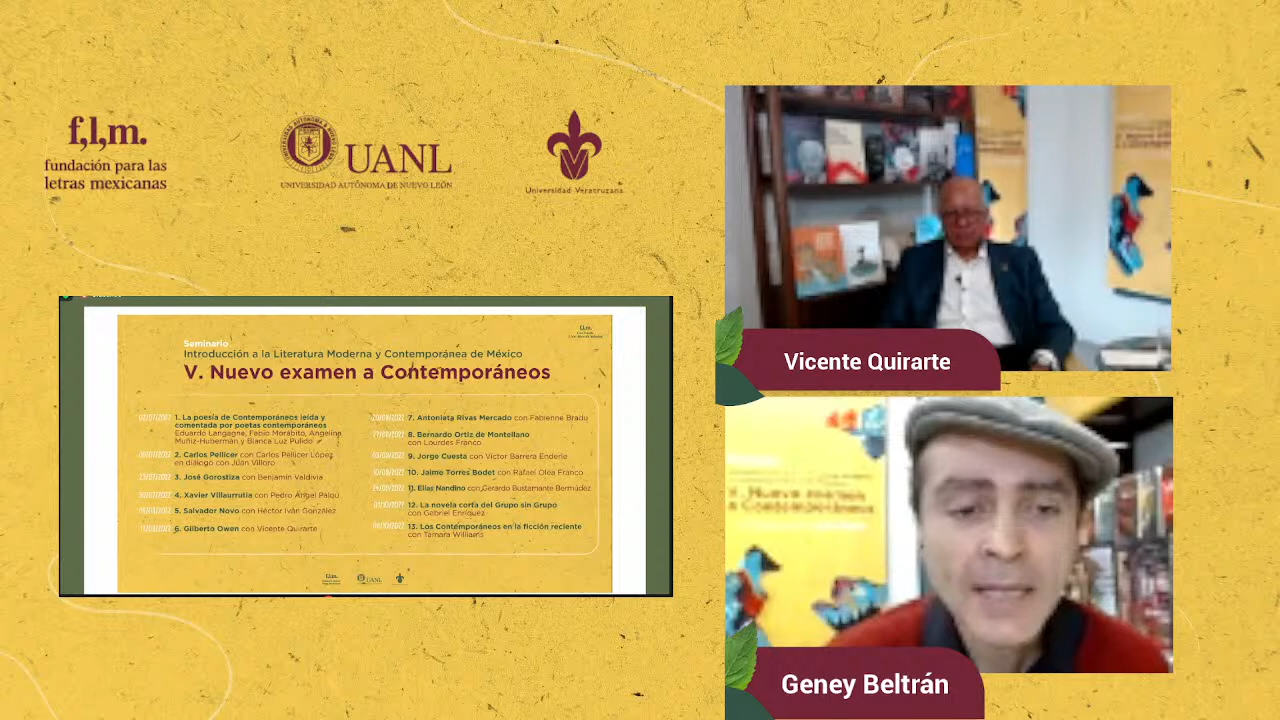 f,l,m.
fundación para las
letras mexicanas
UANL
UNIVERSIDAD AUTÓNOMA DE NUEVO LEÓN
Universidad Veracruzana
Seminario
Introducción a la Literatura Moderna y Contemporánea de México
V. Nuevo examen a Contemporáneos
1. La poesía de Contemporáneos leída y
comentada por poetas contemporáneos
Eduardo Langagne, Fabio Morábito, Angelina
Muñiz-Huberman y Blanca Luz Pulido
2. Carlos Pellicer con Carlos Pellicer López
en diálogo con Juan Villoro
3. José Gorostiza con Benjamín Valdivia
4. Xavier Villaurrutia con Pedro Ángel Palou
5. Salvador Novo con Héctor Iván González
6. Gilberto Owen con Vicente Quirarte
7. Antonieta Rivas Mercado con Fabienne Bradu
8. Bernardo Ortiz de Montellano
con Lourdes Franco
9. Jorge Cuesta con Víctor Barrera Enderle
10. Jaime Torres Bodet con Rafael Olea Franco
11. Elías Nandino con Gerardo Bustamante Bermúdez
12. La novela corta del Grupo sin Grupo
con Gabriel Enríquez
13. Los Contemporáneos en la ficción reciente
con Tamara Williams
f,l,m.
UANL
Vicente Quirarte
V. Nuevo examen
a Contemporáneos
Geney Beltrán